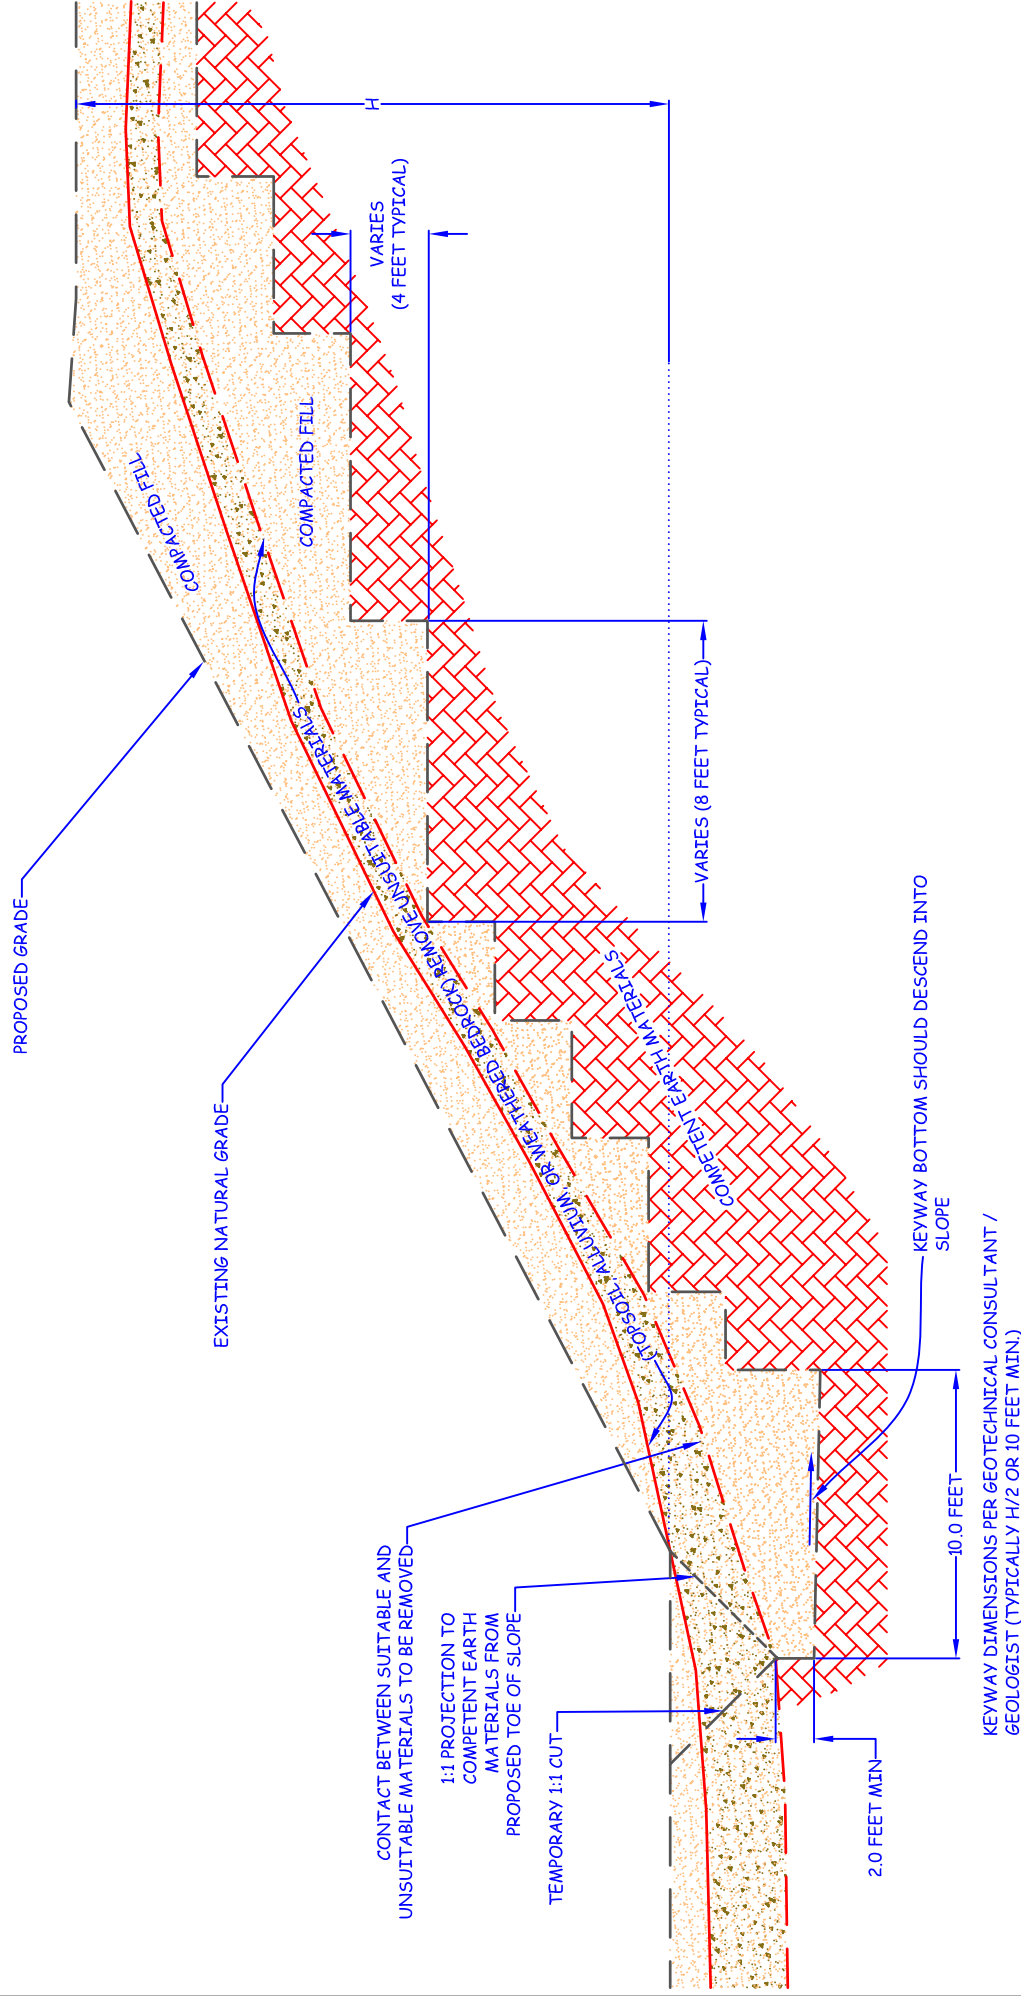 PROPOSED GRADE
EXISTING NATURAL GRADE
CONTACT BETWEEN SUITABLE AND
UNSUITABLE MATERIALS TO BE REMOVED
1:1 PROJECTION TO
COMPETENT EARTH
MATERIALS FROM
PROPOSED TOE OF SLOPE
TEMPORARY 1:1 CUT
COMPACTED FILL
COMPACTED FILL
REMOVE UNSUITABLE MATERIALS
(TOPSOIL, ALLUVIUM, OR WEATHERED BEDROCK)
COMPETENT EARTH MATERIALS
H
VARIES
(4 FEET TYPICAL)
VARIES (8 FEET TYPICAL)
2.0 FEET MIN
10.0 FEET
KEYWAY BOTTOM SHOULD DESCEND INTO
SLOPE
KEYWAY DIMENSIONS PER GEOTECHNICAL CONSULTANT /
GEOLOGIST (TYPICALLY H/2 OR 10 FEET MIN.)